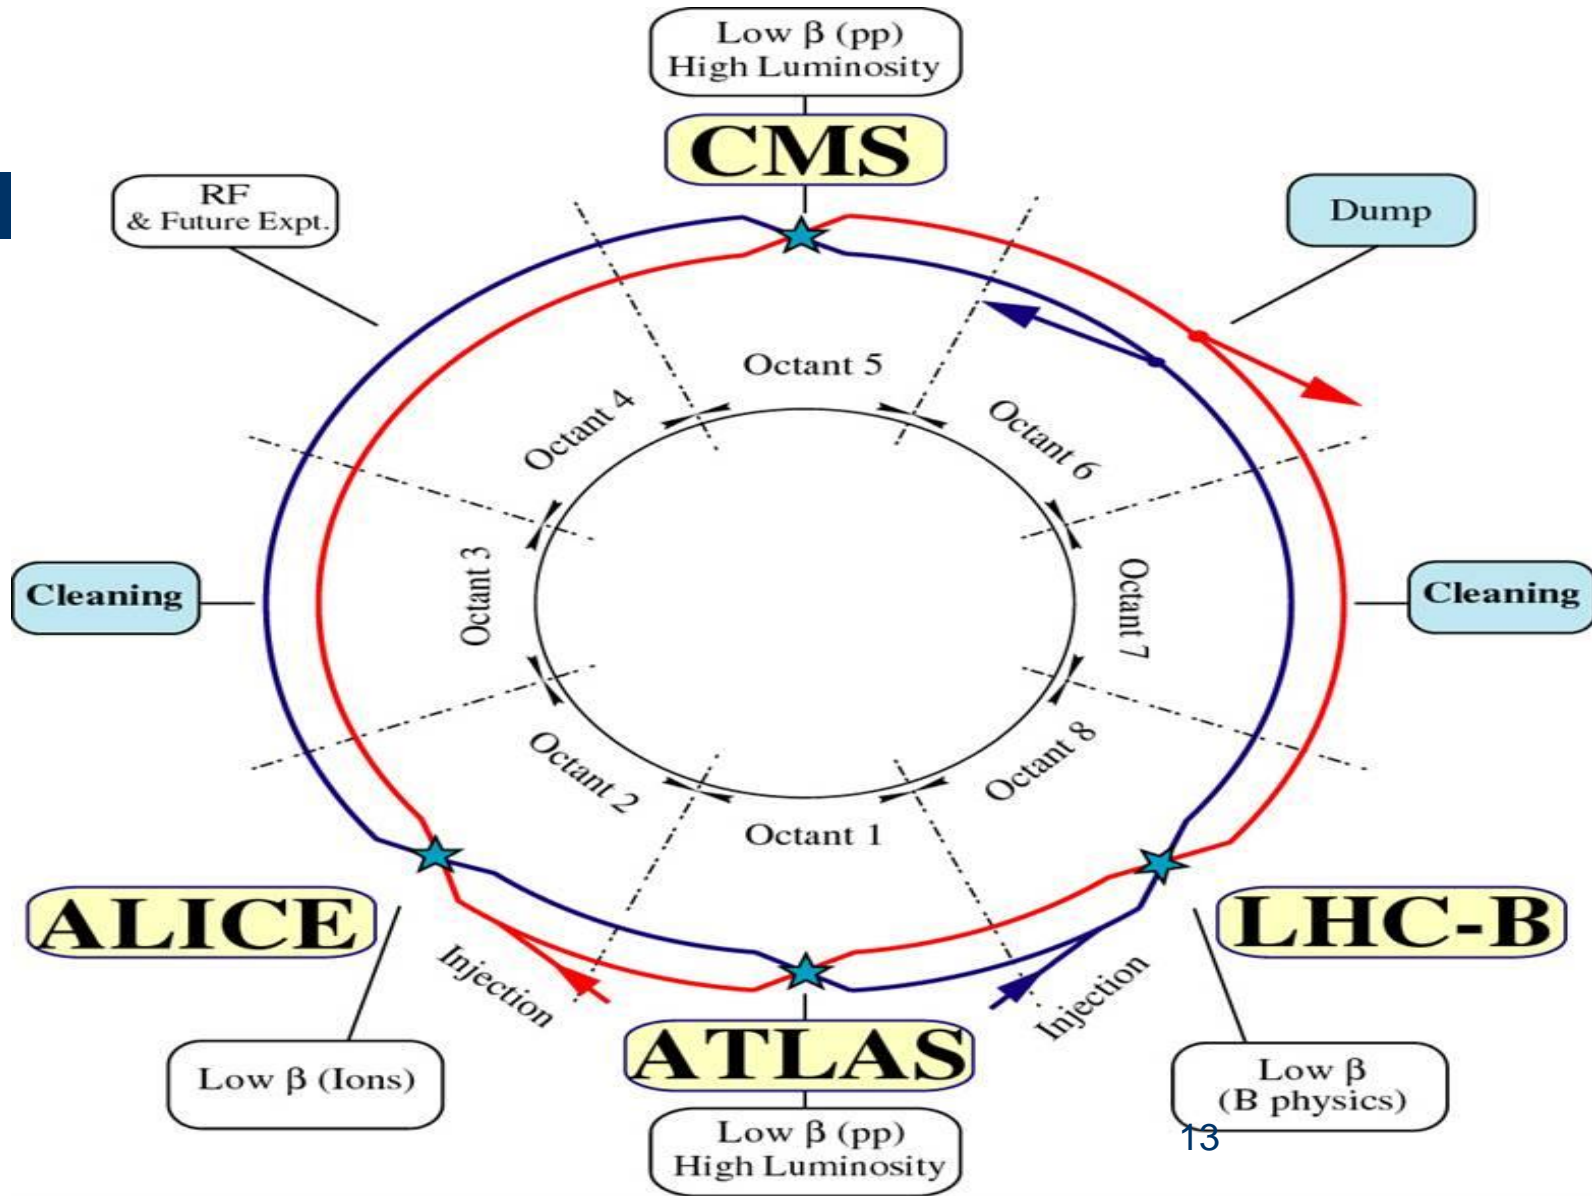 Low β (pp)
High Luminosity
CMS
RF
& Future Expt.
Dump
Octant 5
Octant 4
Octant 6
Cleaning
Octant 3
Octant 7
Cleaning
Octant 2
Octant 8
Octant 1
ALICE
LHC-B
Injection
Injection
ATLAS
Low β (Ions)
Low β
(B physics)
Low β (pp)
High Luminosity
13